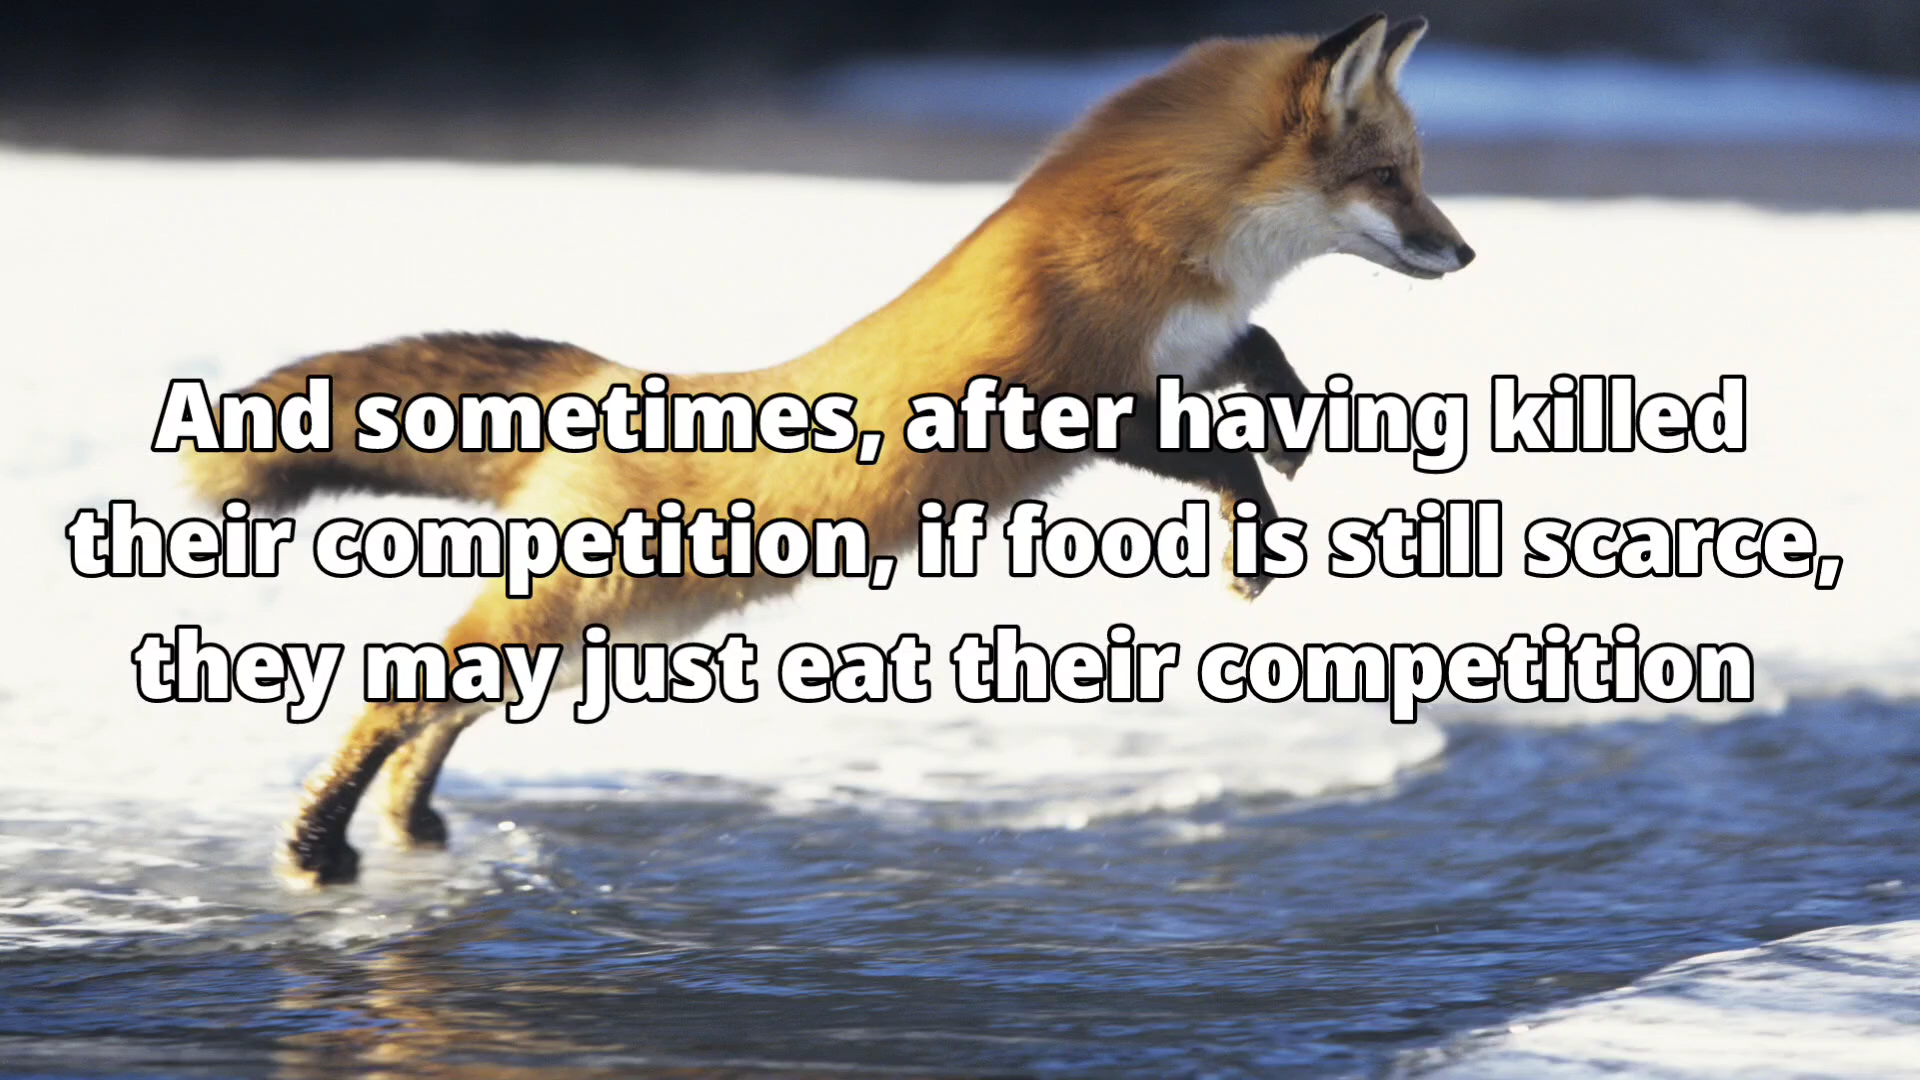 And sometimes, after having killed
their competition, if food is still scarce,
they may just eat their competition